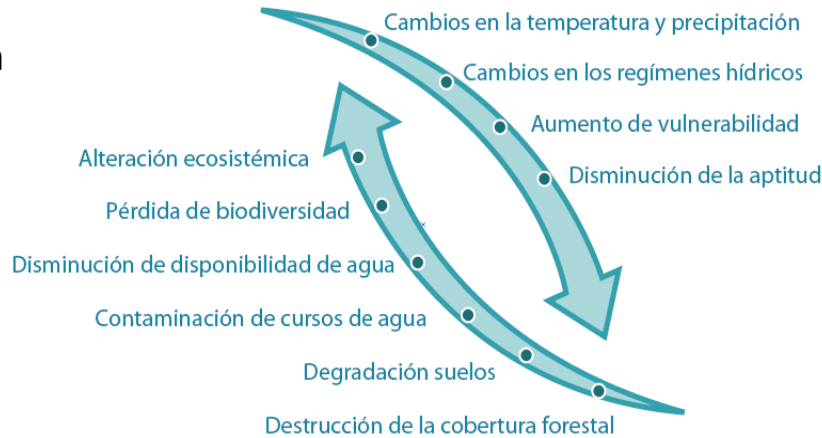 Cambios en la temperatura y precipitación
Cambios en los regímenes hídricos
Aumento de vulnerabilidad
Disminución de la aptitud
Alteración ecosistémica
Pérdida de biodiversidad
Disminución de disponibilidad de agua
Contaminación de cursos de agua
Degradación suelos
Destrucción de la cobertura forestal